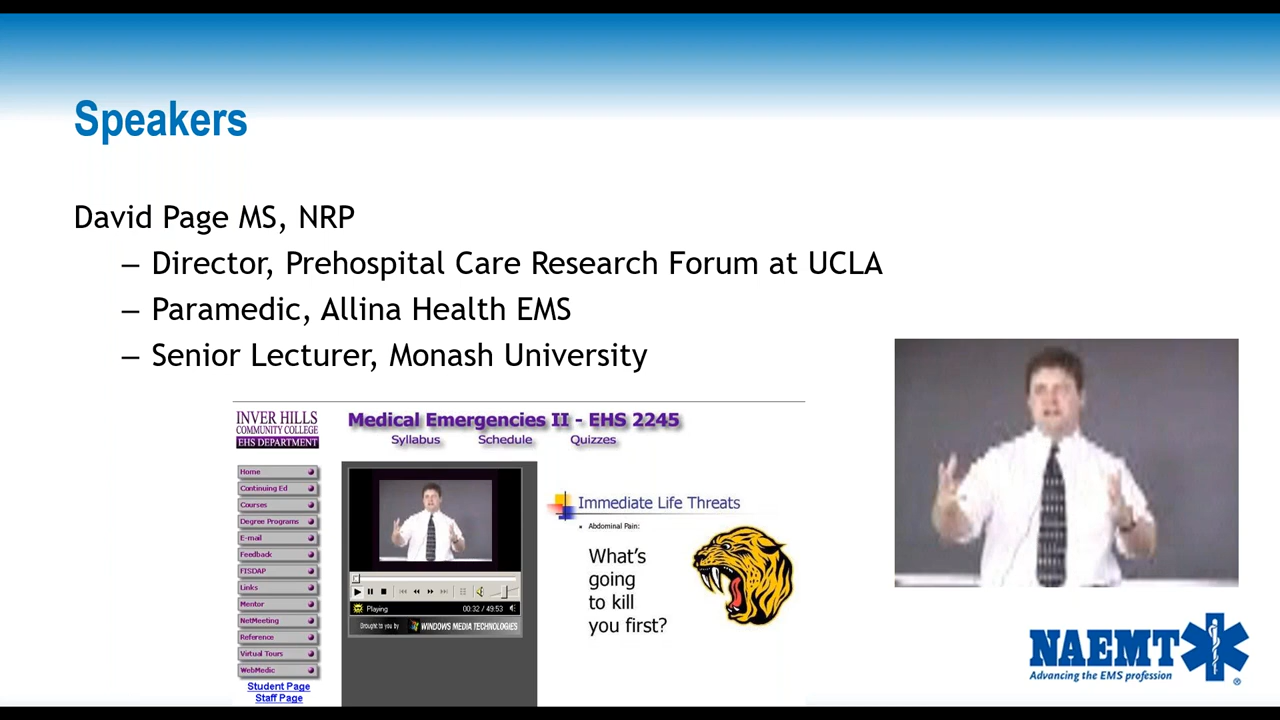 Speakers
David Page MS, NRP
– Director, Prehospital Care Research Forum at UCLA
– Paramedic, Allina Health EMS
– Senior Lecturer, Monash University
INVER HILLS
COMMUNITY COLLEGE
EHS DEPARTMENT
Medical Emergencies II - EHS 2245
Syllabus Schedule Quizzes
Home
Continuing Ed
Courses
Degree Programs
E-mail
Feedback
FISDAP
Links
Mentor
NetMeeting
Reference
Virtual Tours
WebMedic
Student Page
Staff Page
Playing 00:32 / 49:53
Brought to you by WINDOWS MEDIA TECHNOLOGIES
Immediate Life Threats
▪ Abdominal Pain:
What's
going
to kill
you first?
NAEMT
Advancing the EMS profession
®